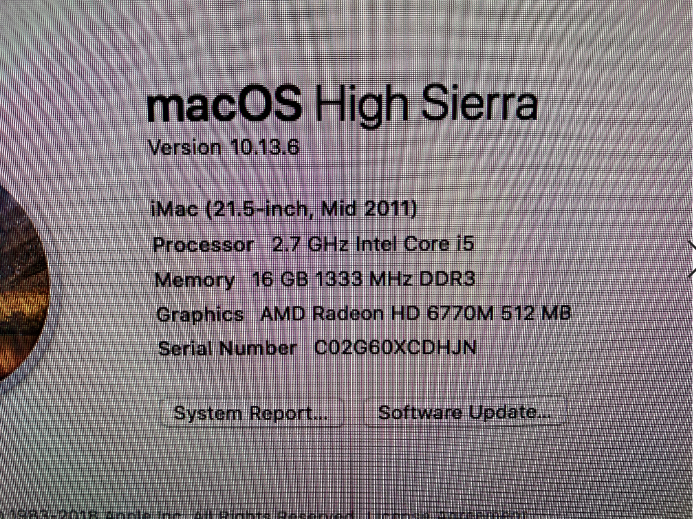 macOS High Sierra
Version 10.13.6
iMac (21.5-inch, Mid 2011)
Processor 2.7 GHz Intel Core i5
Memory 16 GB 1333 MHz DDR3
Graphics AMD Radeon HD 6770M 512 MB
Serial Number C02G60XCDHJN
System Report... Software Update...
1983-2018 Apple Inc. All Rights Reserved. License Agreement